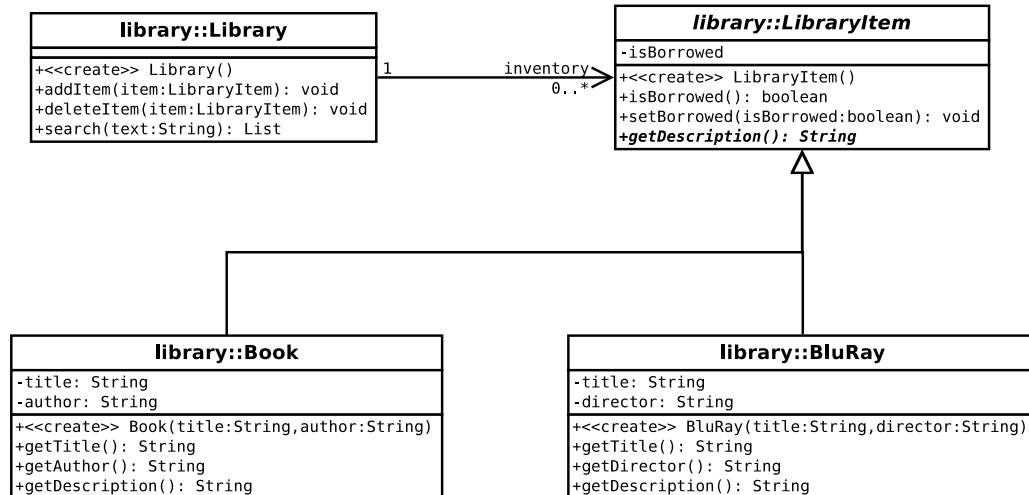 library::Library
+<<create>> Library()
+addItem(item:LibraryItem): void
+deleteItem(item:LibraryItem): void
+search(text:String): List
1
inventory
0..*
library::LibraryItem
-isBorrowed
+<<create>> LibraryItem()
+isBorrowed(): boolean
+setBorrowed(isBorrowed:boolean): void
+getDescription(): String
library::Book
-title: String
-author: String
+<<create>> Book(title:String,author:String)
+getTitle(): String
+getAuthor(): String
+getDescription(): String
library::BluRay
-title: String
-director: String
+<<create>> BluRay(title:String,director:String)
+getTitle(): String
+getDirector(): String
+getDescription(): String